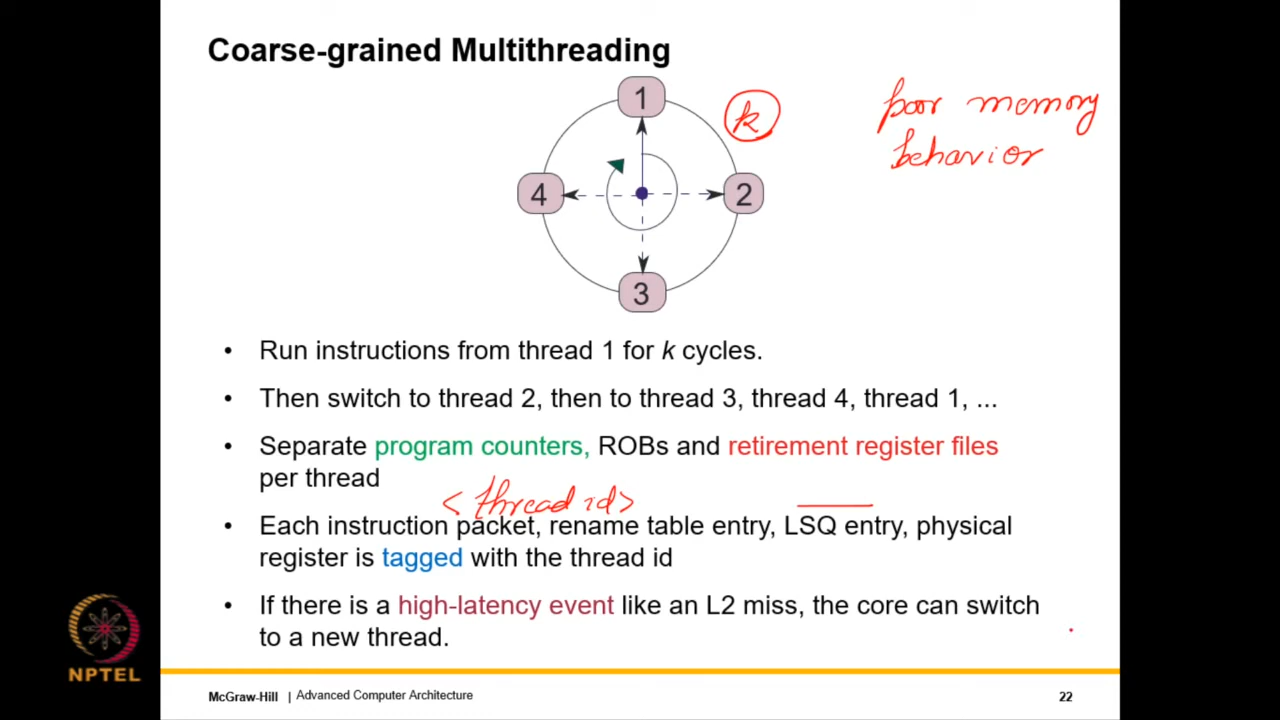 Coarse-grained Multithreading
1
k
poor memory
behavior
4
2
3
• Run instructions from thread 1 for k cycles.
• Then switch to thread 2, then to thread 3, thread 4, thread 1, ...
• Separate program counters, ROBs and retirement register files
per thread
<thread id>
• Each instruction packet, rename table entry, LSQ entry, physical
register is tagged with the thread id
• If there is a high-latency event like an L2 miss, the core can switch
to a new thread.
NPTEL
McGraw-Hill | Advanced Computer Architecture
22